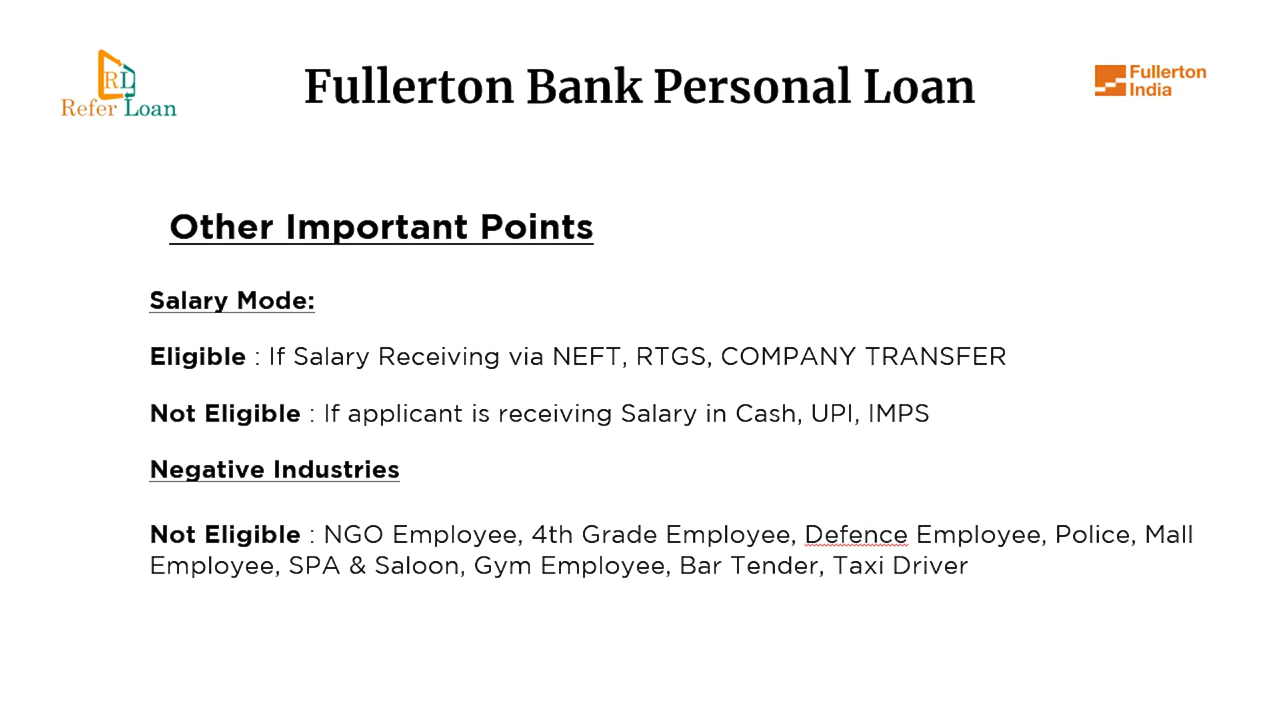 RL
Refer Loan
Fullerton Bank Personal Loan
Fullerton
India
Other Important Points
Salary Mode:
Eligible : If Salary Receiving via NEFT, RTGS, COMPANY TRANSFER
Not Eligible : If applicant is receiving Salary in Cash, UPI, IMPS
Negative Industries
Not Eligible : NGO Employee, 4th Grade Employee, Defence Employee, Police, Mall
Employee, SPA & Saloon, Gym Employee, Bar Tender, Taxi Driver